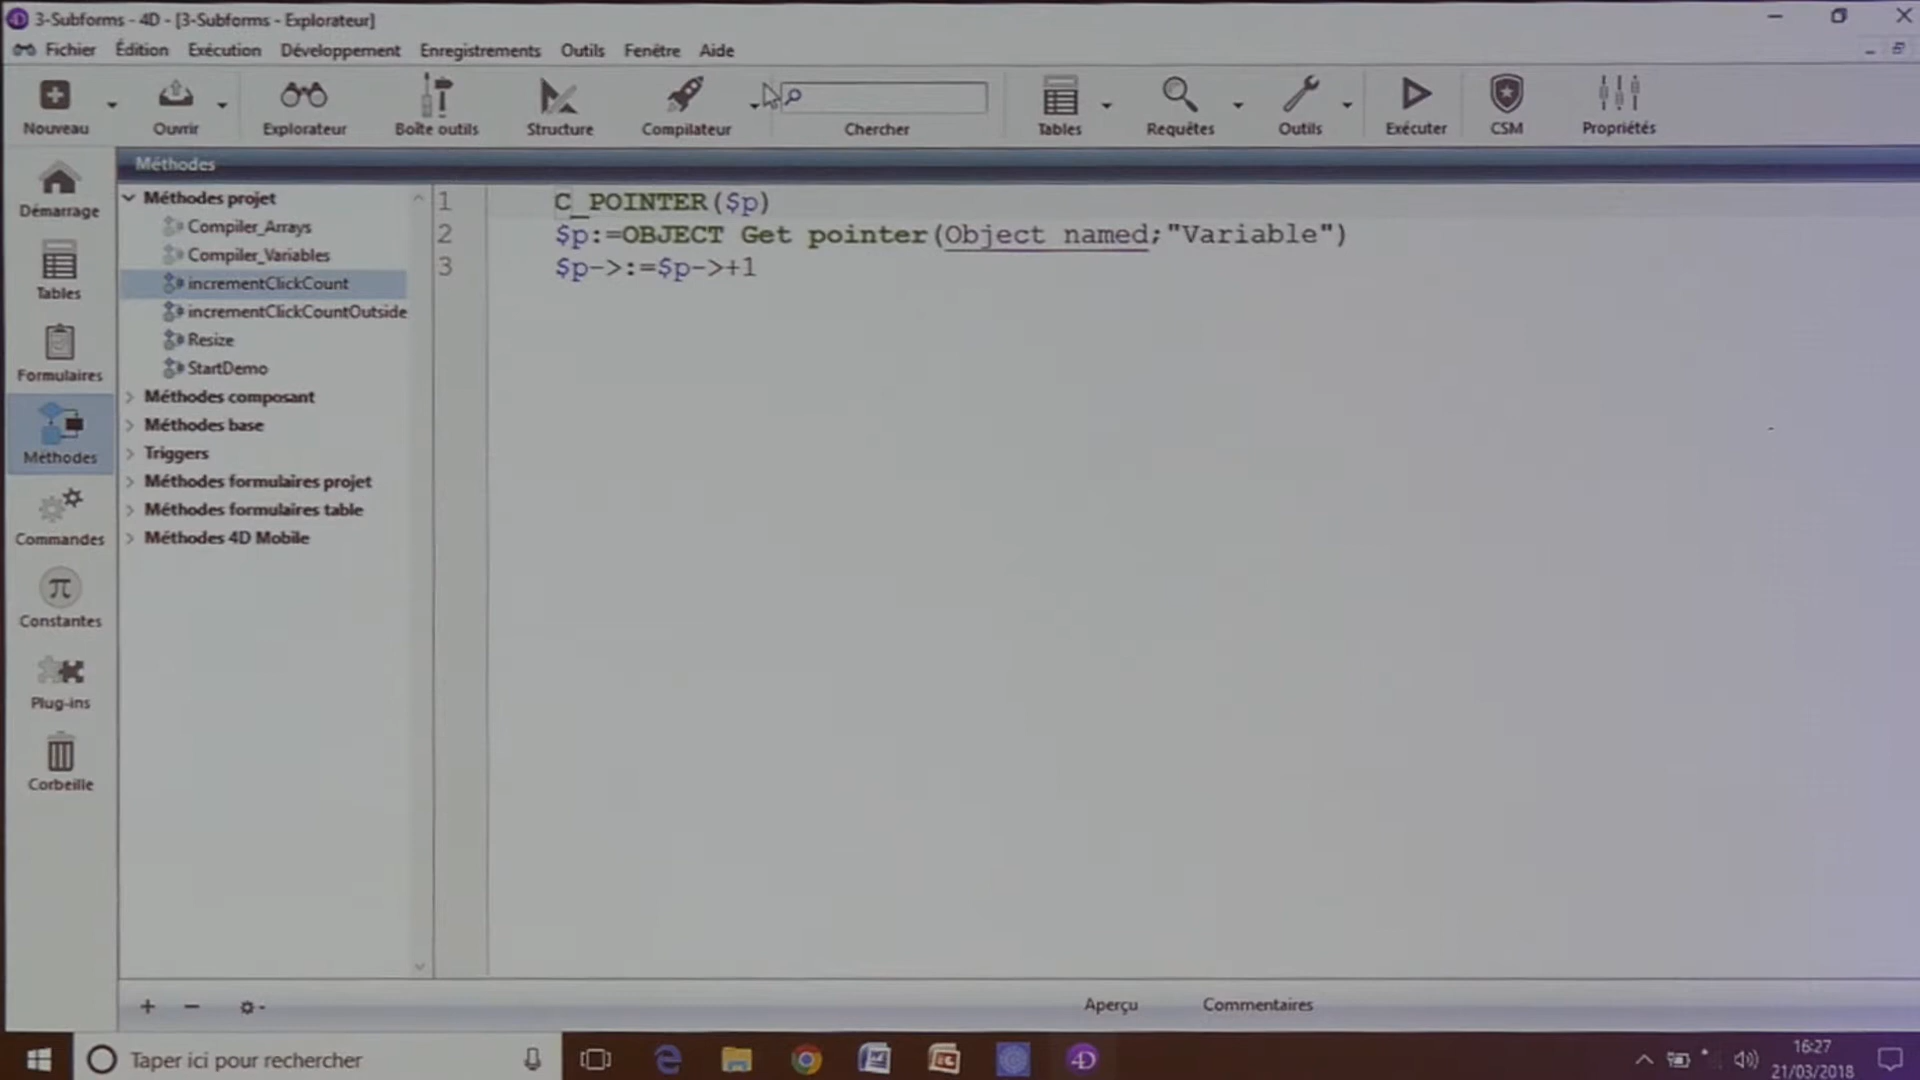 3-Subforms - 4D - [3-Subforms - Explorateur]
Fichier Édition Exécution Développement Enregistrements Outils Fenêtre Aide
Nouveau Ouvrir Explorateur Boîte outils Structure Compilateur Chercher Tables Requêtes Outils Exécuter CSM Propriétés
Démarrage
Tables
Formulaires
Méthodes
Commandes
Constantes
Plug-ins
Corbeille
Méthodes
Méthodes projet
Compiler_Arrays
Compiler_Variables
incrementClickCount
incrementClickCountOutside
Resize
StartDemo
Méthodes composant
Méthodes base
Triggers
Méthodes formulaires projet
Méthodes formulaires table
Méthodes 4D Mobile
1 C_POINTER($p)
2 $p:=OBJECT Get pointer(Object named;"Variable")
3 $p->:=$p->+1
Aperçu Commentaires
Taper ici pour rechercher
16:27
21/03/2018